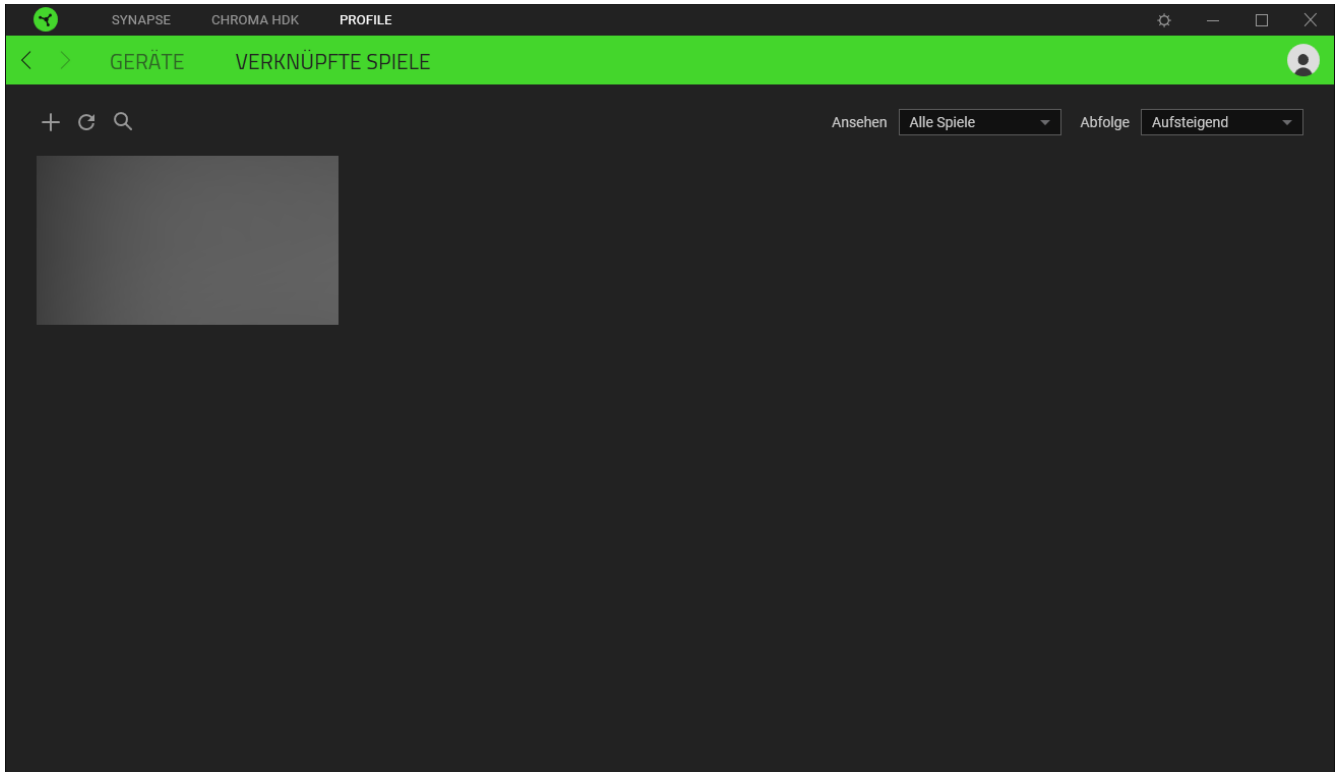 SYNAPSE CHROMA HDK PROFILE
GERÄTE VERKNÜPFTE SPIELE
Ansehen Alle Spiele Abfolge Aufsteigend